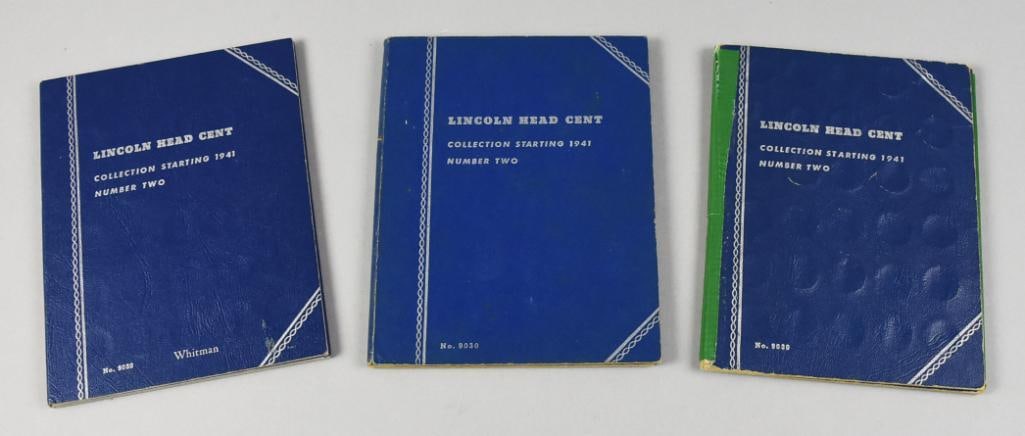 LINCOLN HEAD CENT
COLLECTION STARTING 1941
NUMBER TWO
No. 9030
Whitman
LINCOLN HEAD CENT
COLLECTION STARTING 1941
NUMBER TWO
No. 9030
LINCOLN HEAD CENT
COLLECTION STARTING 1941
NUMBER TWO
No. 9030